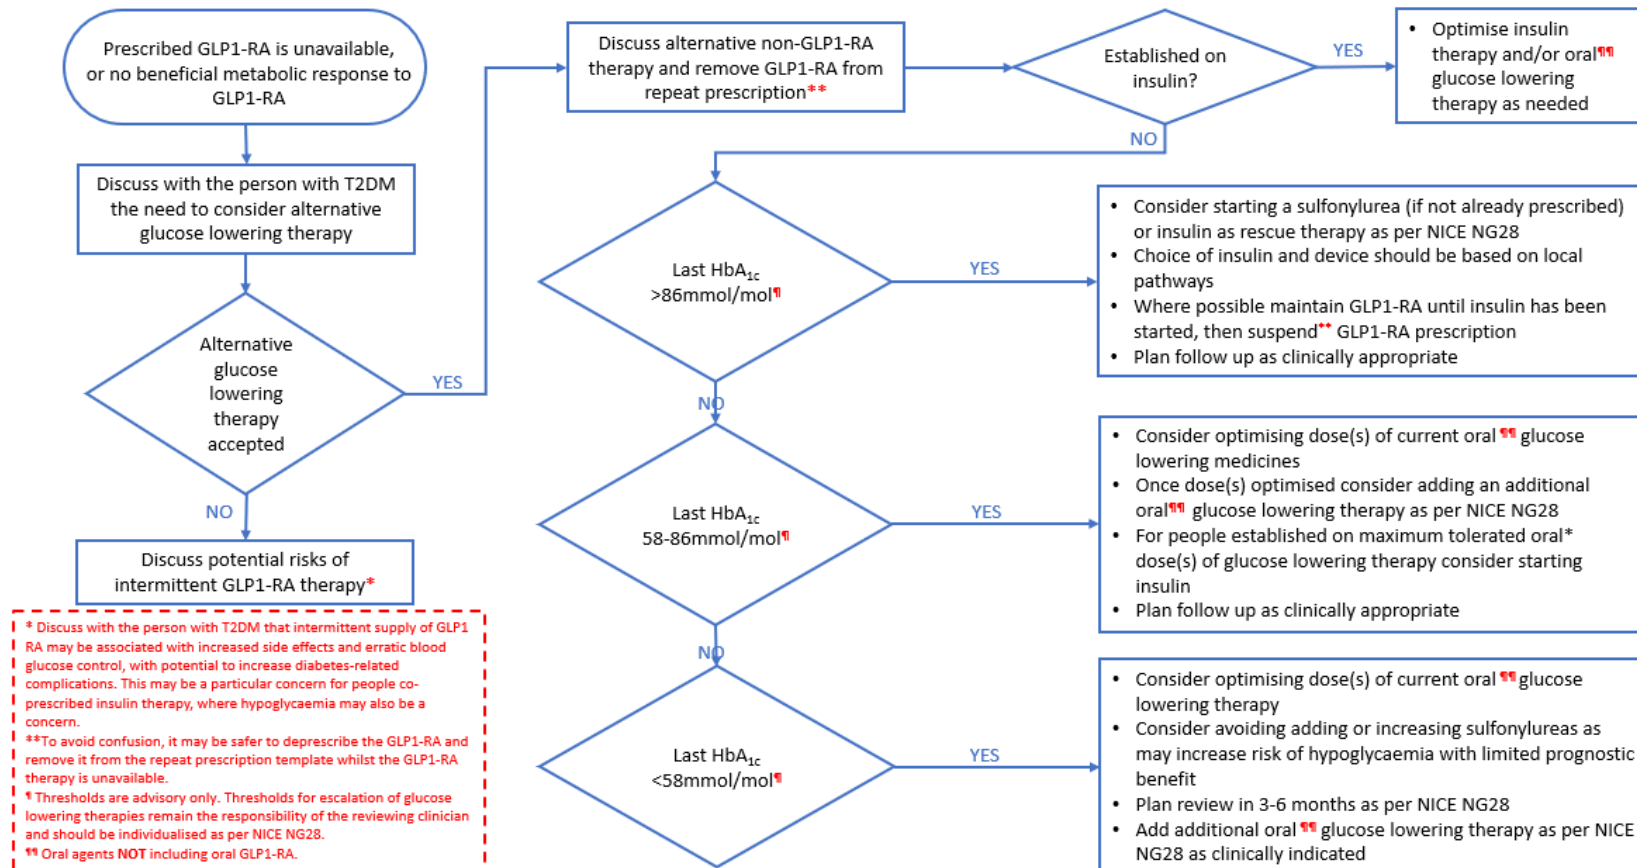 Prescribed GLP1-RA is unavailable,
or no beneficial metabolic response to
GLP1-RA
Discuss with the person with T2DM
the need to consider alternative
glucose lowering therapy
Alternative
glucose
lowering
therapy
accepted
YES
NO
Discuss potential risks of
intermittent GLP1-RA therapy*
* Discuss with the person with T2DM that intermittent supply of GLP1
RA may be associated with increased side effects and erratic blood
glucose control, with potential to increase diabetes-related
complications. This may be a particular concern for people co-
prescribed insulin therapy, where hypoglycaemia may also be a
concern.
**To avoid confusion, it may be safer to deprescribe the GLP1-RA and
remove it from the repeat prescription template whilst the GLP1-RA
therapy is unavailable.
¶ Thresholds are advisory only. Thresholds for escalation of glucose
lowering therapies remain the responsibility of the reviewing clinician
and should be individualised as per NICE NG28.
¶¶ Oral agents NOT including oral GLP1-RA.
Discuss alternative non-GLP1-RA
therapy and remove GLP1-RA from
repeat prescription**
Established on
insulin?
YES
• Optimise insulin
therapy and/or oral¶¶
glucose lowering
therapy as needed
NO
Last HbA1c
>86mmol/mol¶
YES
• Consider starting a sulfonylurea (if not already prescribed)
or insulin as rescue therapy as per NICE NG28
• Choice of insulin and device should be based on local
pathways
• Where possible maintain GLP1-RA until insulin has been
started, then suspend** GLP1-RA prescription
• Plan follow up as clinically appropriate
NO
Last HbA1c
58-86mmol/mol¶
YES
• Consider optimising dose(s) of current oral ¶¶ glucose
lowering medicines
• Once dose(s) optimised consider adding an additional
oral¶¶ glucose lowering therapy as per NICE NG28
• For people established on maximum tolerated oral*
dose(s) of glucose lowering therapy consider starting
insulin
• Plan follow up as clinically appropriate
NO
Last HbA1c
<58mmol/mol¶
YES
• Consider optimising dose(s) of current oral ¶¶ glucose
lowering therapy
• Consider avoiding adding or increasing sulfonylureas as
may increase risk of hypoglycaemia with limited prognostic
benefit
• Plan review in 3-6 months as per NICE NG28
• Add additional oral ¶¶ glucose lowering therapy as per NICE
NG28 as clinically indicated